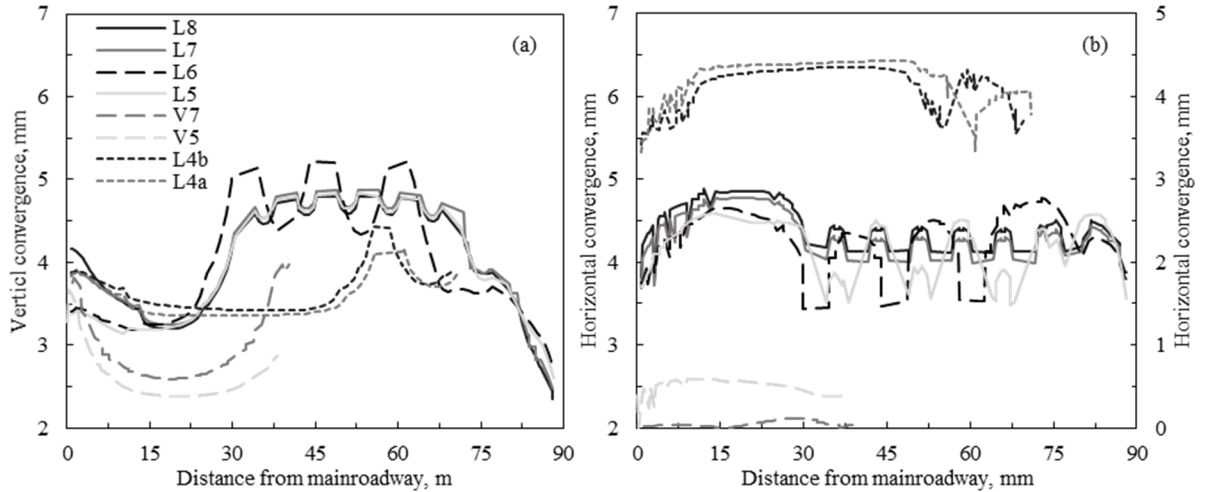 7
6
5
4
3
2
Verticl convergence, mm
L8
L7
L6
L5
V7
V5
L4b
L4a
(a)
0 15 30 45 60 75 90
Distance from mainroadway, m
7
6
5
4
3
2
Horizontal convergence, mm
(b)
5
4
3
2
1
0
Horizontal convergence, mm
0 15 30 45 60 75 90
Distance from mainroadway, mm